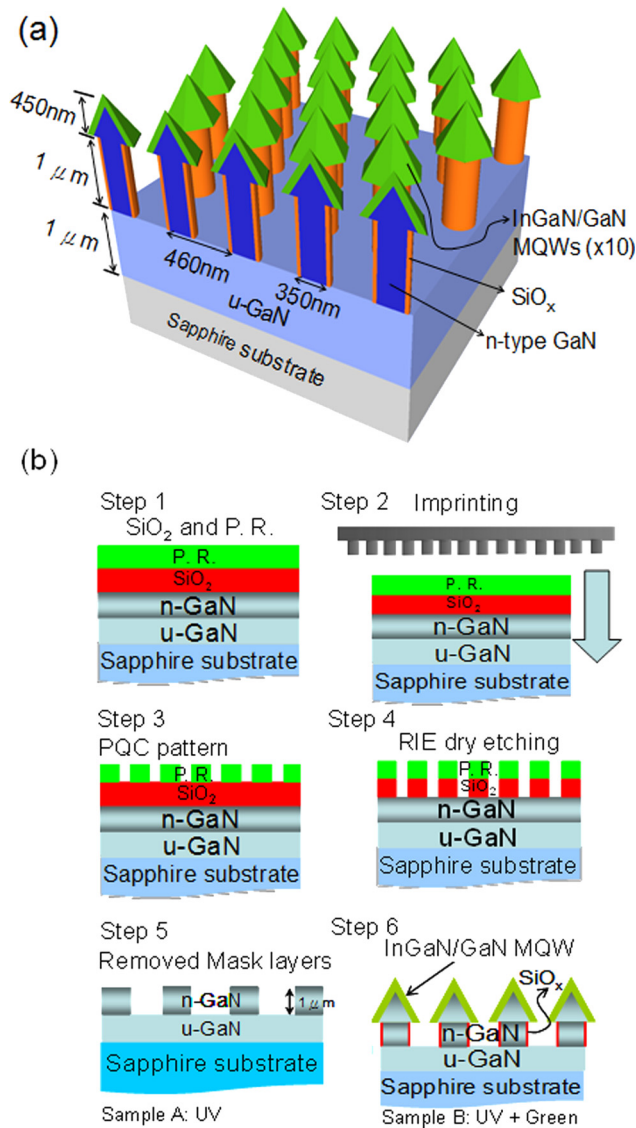 (a)
450nm
1 μm
1 μm
460nm
350nm
u-GaN
Sapphire substrate
InGaN/GaN
MQWs (x10)
SiOx
n-type GaN
(b)
Step 1
SiO2 and P. R.
P. R.
SiO2
n-GaN
u-GaN
Sapphire substrate
Step 2 Imprinting
P. R.
SiO2
n-GaN
u-GaN
Sapphire substrate
Step 3
PQC pattern
P. R.
SiO2
n-GaN
u-GaN
Sapphire substrate
Step 4
RIE dry etching
P. R.
SiO2
n-GaN
u-GaN
Sapphire substrate
Step 5
Removed Mask layers
n-GaN
1μm
u-GaN
Sapphire substrate
Sample A: UV
Step 6
InGaN/GaN MQW
SiOx
n-GaN
u-GaN
Sapphire substrate
Sample B: UV + Green